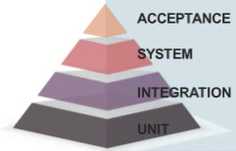 ACCEPTANCE
SYSTEM
INTEGRATION
UNIT